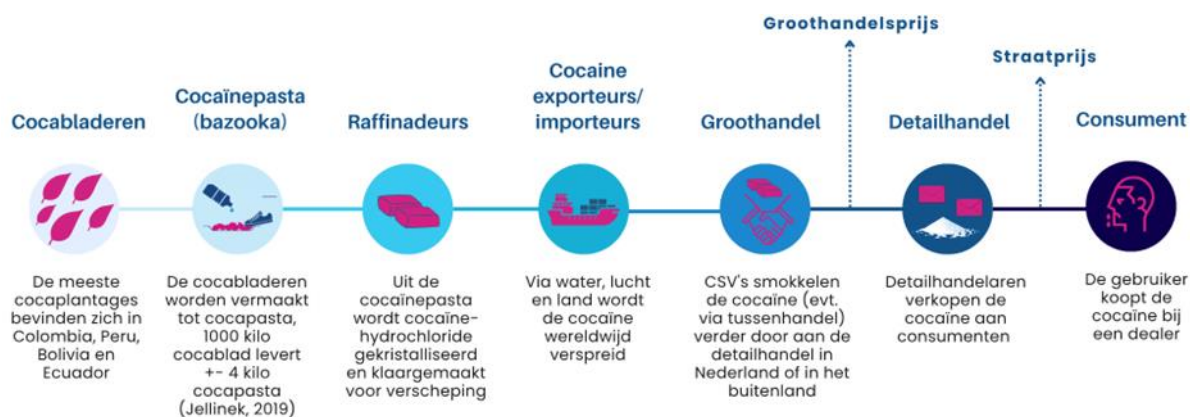 Groothandelsprijs
Straatprijs
Cocabladeren
Cocaïnepasta
(bazooka)
Raffinadeurs
Cocaine
exporteurs/
importeurs
Groothandel
Detailhandel
Consument
De meeste
cocaplantages
bevinden zich in
Colombia, Peru,
Bolivia en
Ecuador
De cocabladeren
worden vermaakt
tot cocapasta,
1000 kilo
cocablad levert
+- 4 kilo
cocapasta
(Jellinek, 2019)
Uit de
cocaïnepasta
wordt cocaïne-
hydrochloride
gekristalliseerd
en klaargemaakt
voor verscheping
Via water, lucht
en land wordt
de cocaïne
wereldwijd
verspreid
CSV's smokkelen
de cocaïne (evt.
via tussenhandel)
verder door aan de
detailhandel in
Nederland of in het
buitenland
Detailhandelaren
verkopen de
cocaïne aan
consumenten
De gebruiker
koopt de
cocaïne bij
een dealer